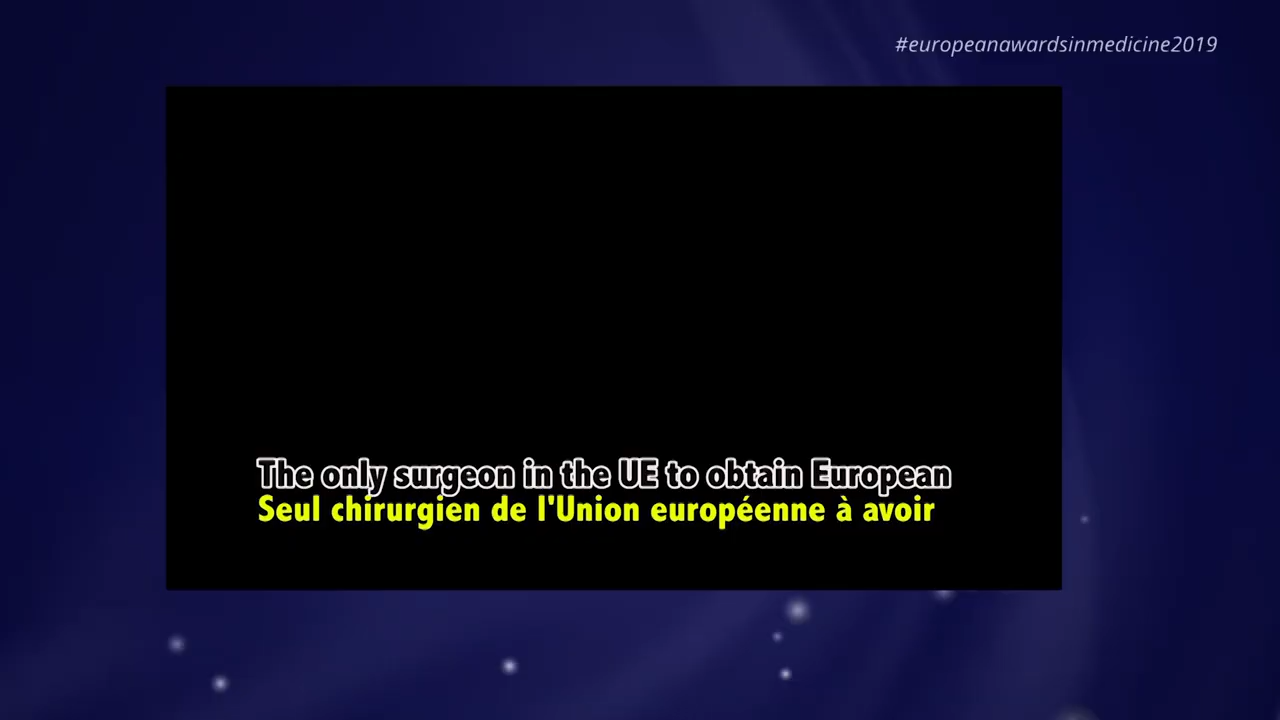 #europeanawardsinmedicine2019
The only surgeon in the UE to obtain European
Seul chirurgien de l'Union européenne à avoir